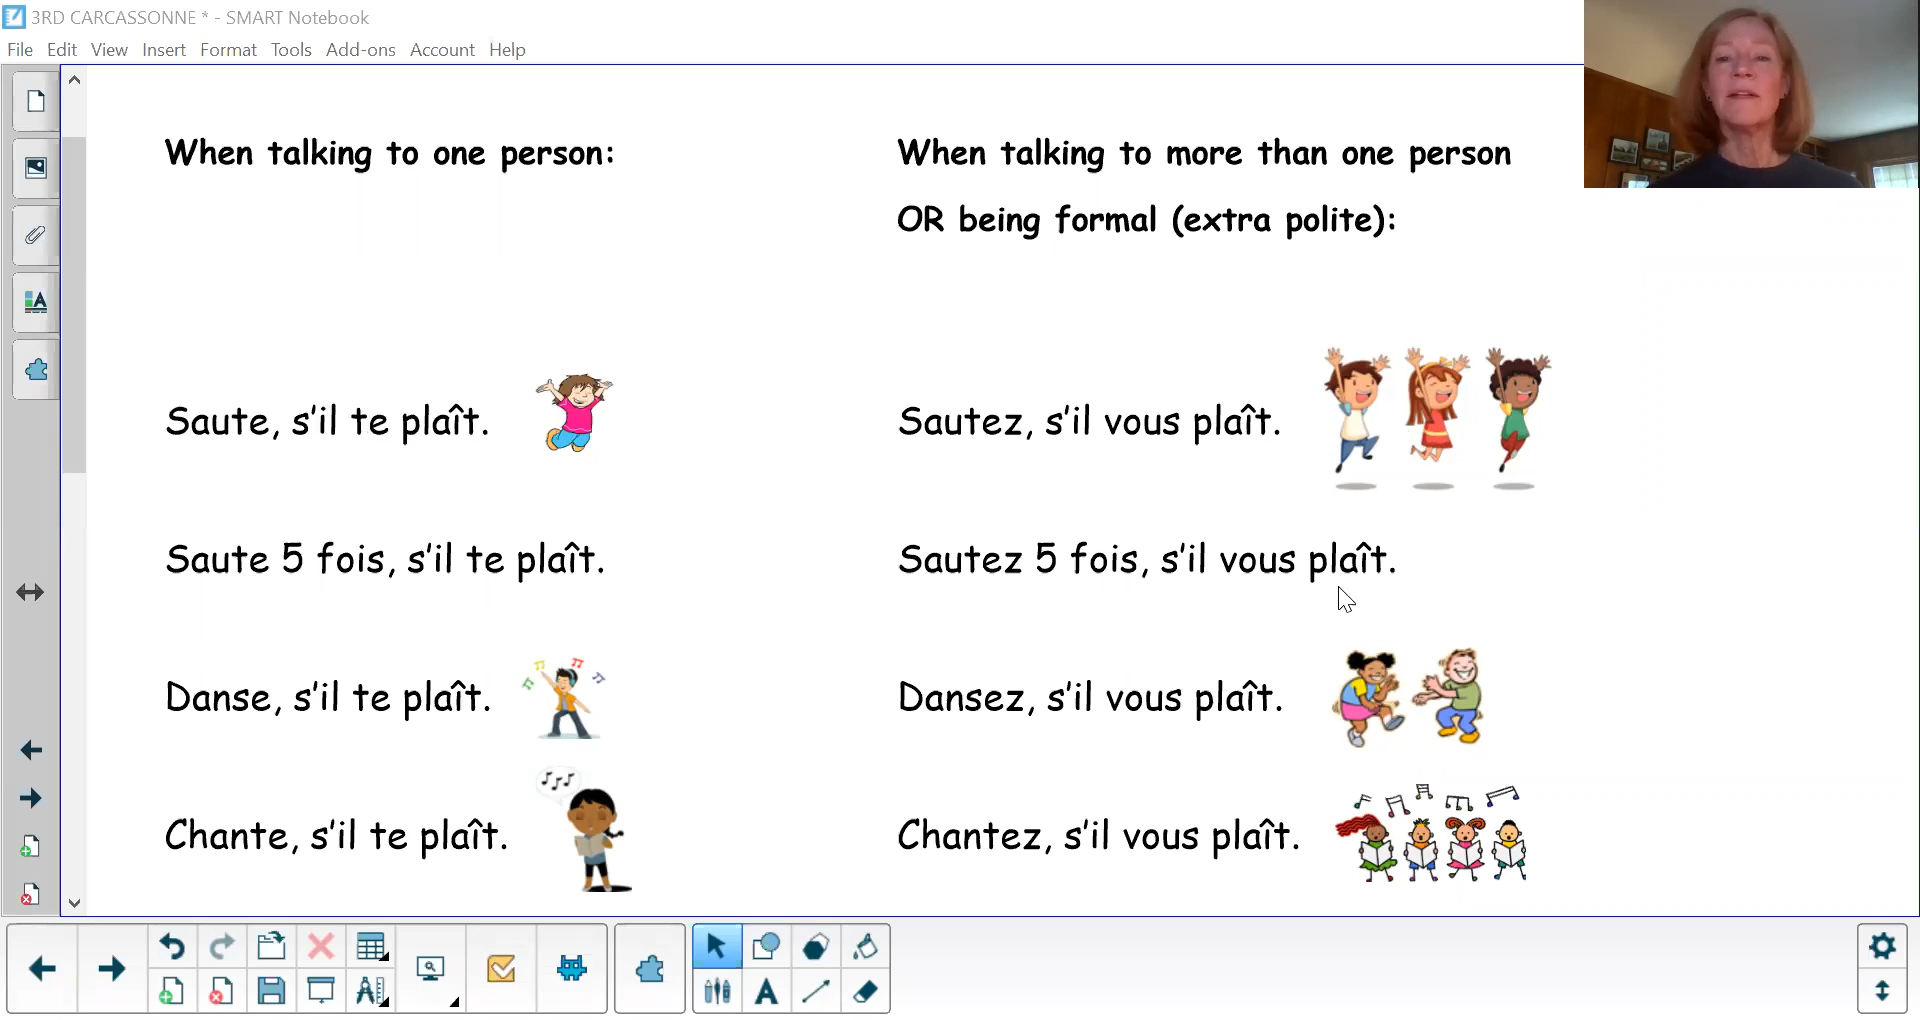 3RD CARCASSONNE * - SMART Notebook
File Edit View Insert Format Tools Add-ons Account Help
When talking to one person:
When talking to more than one person
OR being formal (extra polite):
Saute, s'il te plaît.
Sautez, s'il vous plaît.
Saute 5 fois, s'il te plaît.
Sautez 5 fois, s'il vous plaît.
Danse, s'il te plaît.
Dansez, s'il vous plaît.
Chante, s'il te plaît.
Chantez, s'il vous plaît.